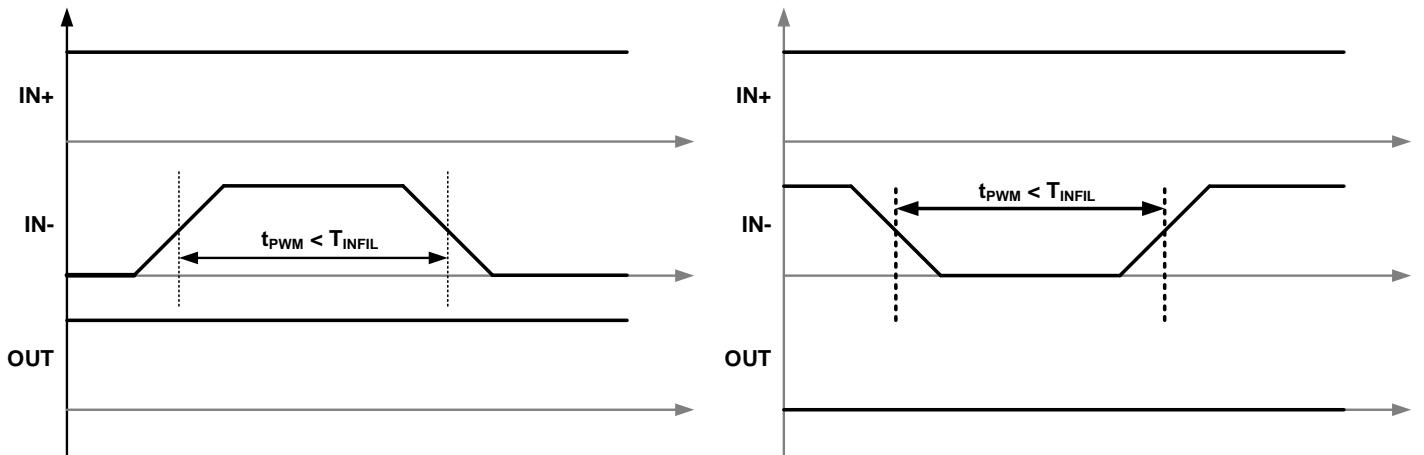 IN+
IN-
tPWM < TINFIL
OUT
IN+
IN-
tPWM < TINFIL
OUT